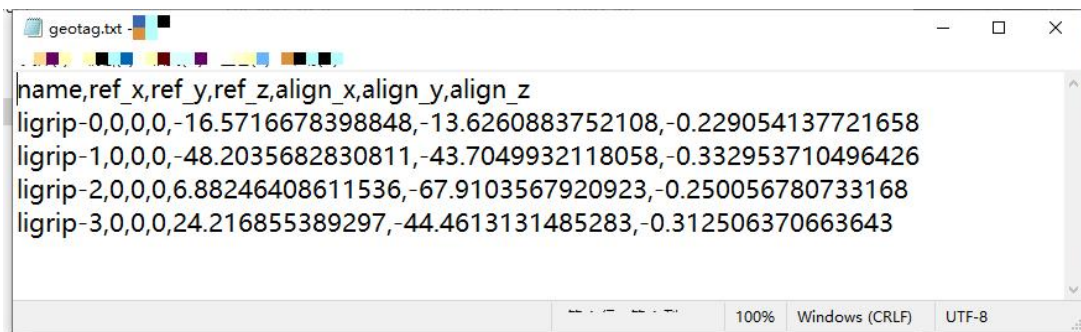 geotag.txt -
name,ref_x,ref_y,ref_z,align_x,align_y,align_z
ligrip-0,0,0,0,-16.5716678398848,-13.6260883752108,-0.229054137721658
ligrip-1,0,0,0,-48.2035682830811,-43.7049932118058,-0.332953710496426
ligrip-2,0,0,0,6.88246408611536,-67.9103567920923,-0.250056780733168
ligrip-3,0,0,0,24.216855389297,-44.4613131485283,-0.312506370663643
100% Windows (CRLF) UTF-8